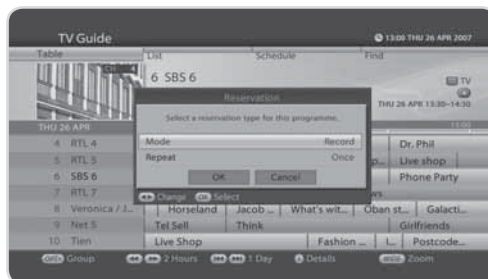 TV Guide
13:00 THU 26 APR 2007
Table
List
Schedule
Find
6 SBS 6
TV
THU 26 APR 13:30~14:30
Reservation
Select a reservation type for this programme.
Mode Record
Repeat Once
OK Cancel
Change OK Select
THU 26 APR
15:00
4 RTL 4 Dr. Phil
5 RTL 5 Live shop
6 SBS 6 Phone Party
7 RTL 7
8 Veronica / J... Horseland Jacob ... What's wit... Oban st... Galacti...
9 Net 5 Tel Sell Think Girlfriends
10 Tien Live Shop Fashion ... L... Postcode...
Group 2 Hours 1 Day Details Zoom